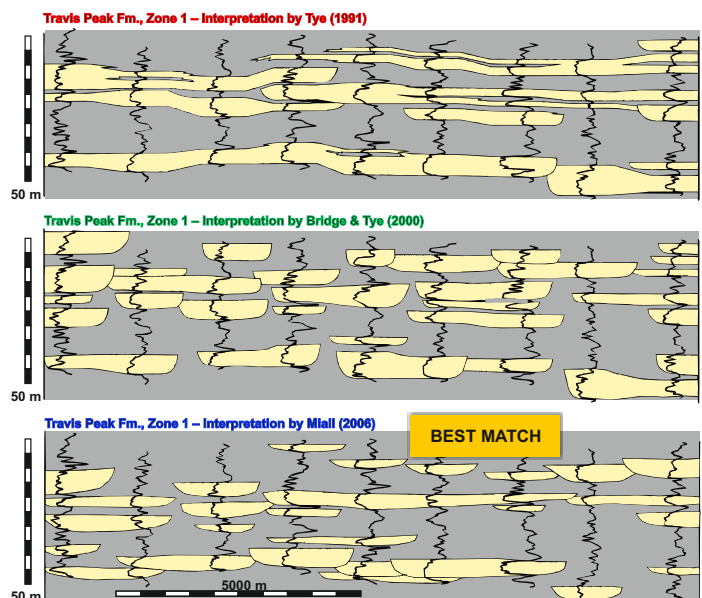 Travis Peak Fm., Zone 1 – Interpretation by Tye (1991)
50 m
Travis Peak Fm., Zone 1 – Interpretation by Bridge & Tye (2000)
50 m
Travis Peak Fm., Zone 1 – Interpretation by Miall (2006)
BEST MATCH
5000 m
50 m